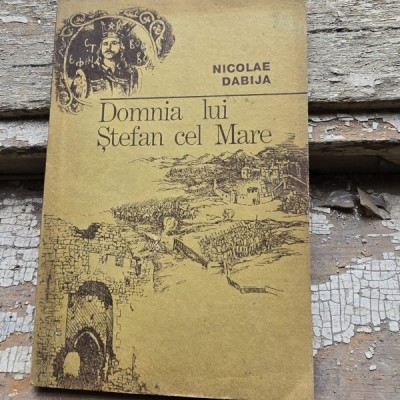 NICOLAE
DABIJA
Domnia lui
Ștefan cel Mare